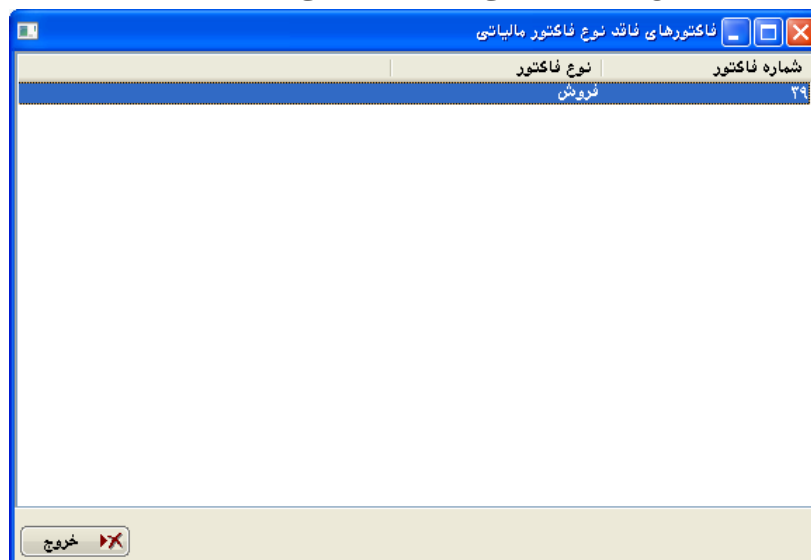 فاکتورهای فاقد نوع فاکتور مالیاتی
شماره فاکتور نوع فاکتور
۳۹ فروش
خروج